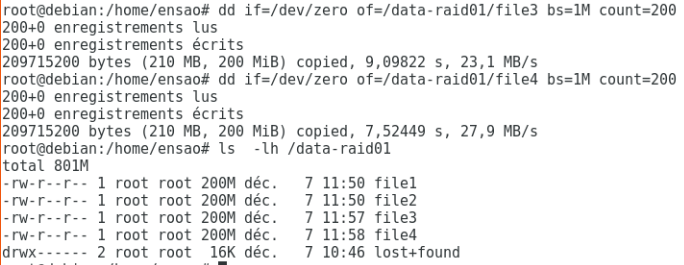 root@debian:/home/ensao# dd if=/dev/zero of=/data-raid01/file3 bs=1M count=200
200+0 enregistrements lus
200+0 enregistrements écrits
209715200 bytes (210 MB, 200 MiB) copied, 9,09822 s, 23,1 MB/s
root@debian:/home/ensao# dd if=/dev/zero of=/data-raid01/file4 bs=1M count=200
200+0 enregistrements lus
200+0 enregistrements écrits
209715200 bytes (210 MB, 200 MiB) copied, 7,52449 s, 27,9 MB/s
root@debian:/home/ensao# ls  -lh /data-raid01
total 801M
-rw-r--r-- 1 root root 200M déc.   7 11:50 file1
-rw-r--r-- 1 root root 200M déc.   7 11:50 file2
-rw-r--r-- 1 root root 200M déc.   7 11:57 file3
-rw-r--r-- 1 root root 200M déc.   7 11:58 file4
drwx------ 2 root root  16K déc.   7 10:46 lost+found